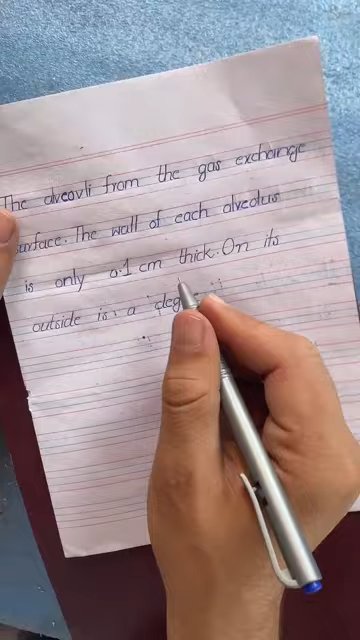 The alveovli from the gas exchange
surface. The wall of each alveolus
is only 0.1 cm thick. On its
outside is a